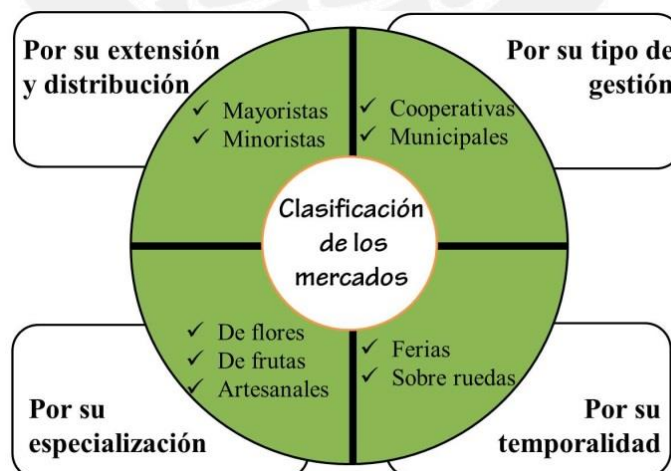 Por su extensión
y distribución
✓ Mayoristas
✓ Minoristas
Por su tipo de
gestión
✓ Cooperativas
✓ Municipales
Clasificación
de los
mercados
✓ De flores
✓ De frutas
✓ Artesanales
Por su
especialización
✓ Ferias
✓ Sobre ruedas
Por su
temporalidad